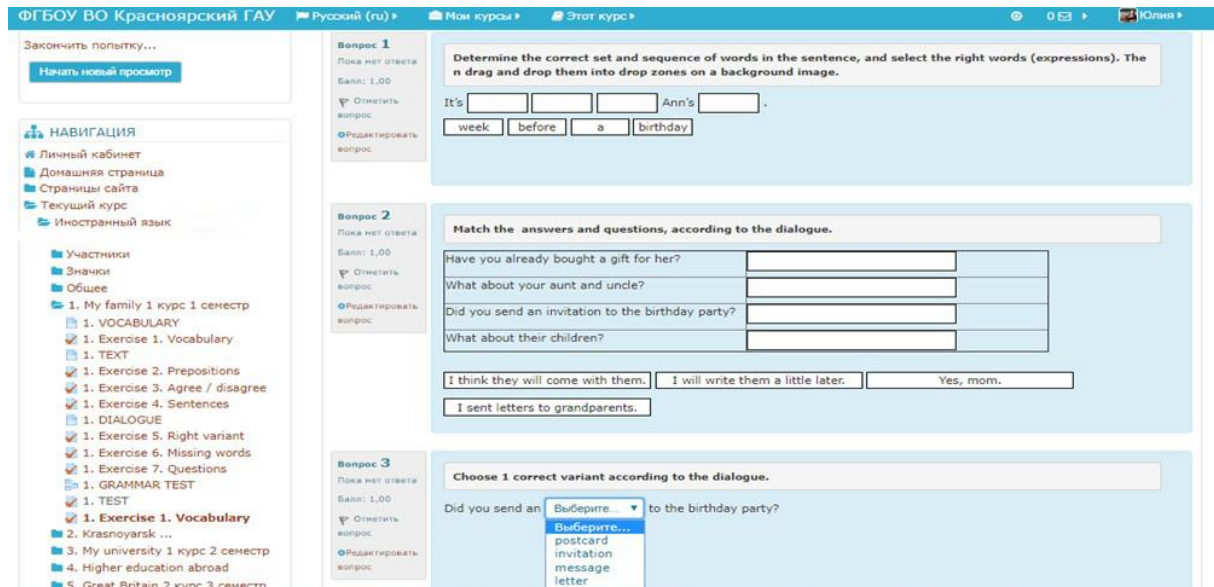 ФГБОУ ВО Красноярский ГАУ Русский (ru) Мои курсы Этот курс 0 Юлия
Закончить попытку...
Начать новый просмотр
НАВИГАЦИЯ
Личный кабинет
Домашняя страница
Страницы сайта
Текущий курс
Иностранный язык
Участники
Значки
Общее
1. My family 1 курс 1 семестр
1. VOCABULARY
1. Exercise 1. Vocabulary
1. TEXT
1. Exercise 2. Prepositions
1. Exercise 3. Agree / disagree
1. Exercise 4. Sentences
1. DIALOGUE
1. Exercise 5. Right variant
1. Exercise 6. Missing words
1. Exercise 7. Questions
1. GRAMMAR TEST
1. TEST
1. Exercise 1. Vocabulary
2. Krasnoyarsk ...
3. My university 1 курс 2 семестр
4. Higher education abroad
5. Great Britain 2 курс 3 семестр
Вопрос 1
Пока нет ответа
Балл: 1,00
Отметить
вопрос
Редактировать
вопрос
Determine the correct set and sequence of words in the sentence, and select the right words (expressions). The
n drag and drop them into drop zones on a background image.
It's Ann's .
week before a birthday
Вопрос 2
Пока нет ответа
Балл: 1,00
Отметить
вопрос
Редактировать
вопрос
Match the answers and questions, according to the dialogue.
Have you already bought a gift for her?
What about your aunt and uncle?
Did you send an invitation to the birthday party?
What about their children?
I think they will come with them. I will write them a little later. Yes, mom.
I sent letters to grandparents.
Вопрос 3
Пока нет ответа
Балл: 1,00
Отметить
вопрос
Редактировать
вопрос
Choose 1 correct variant according to the dialogue.
Did you send an Выберите... to the birthday party?
Выберите...
postcard
invitation
message
letter